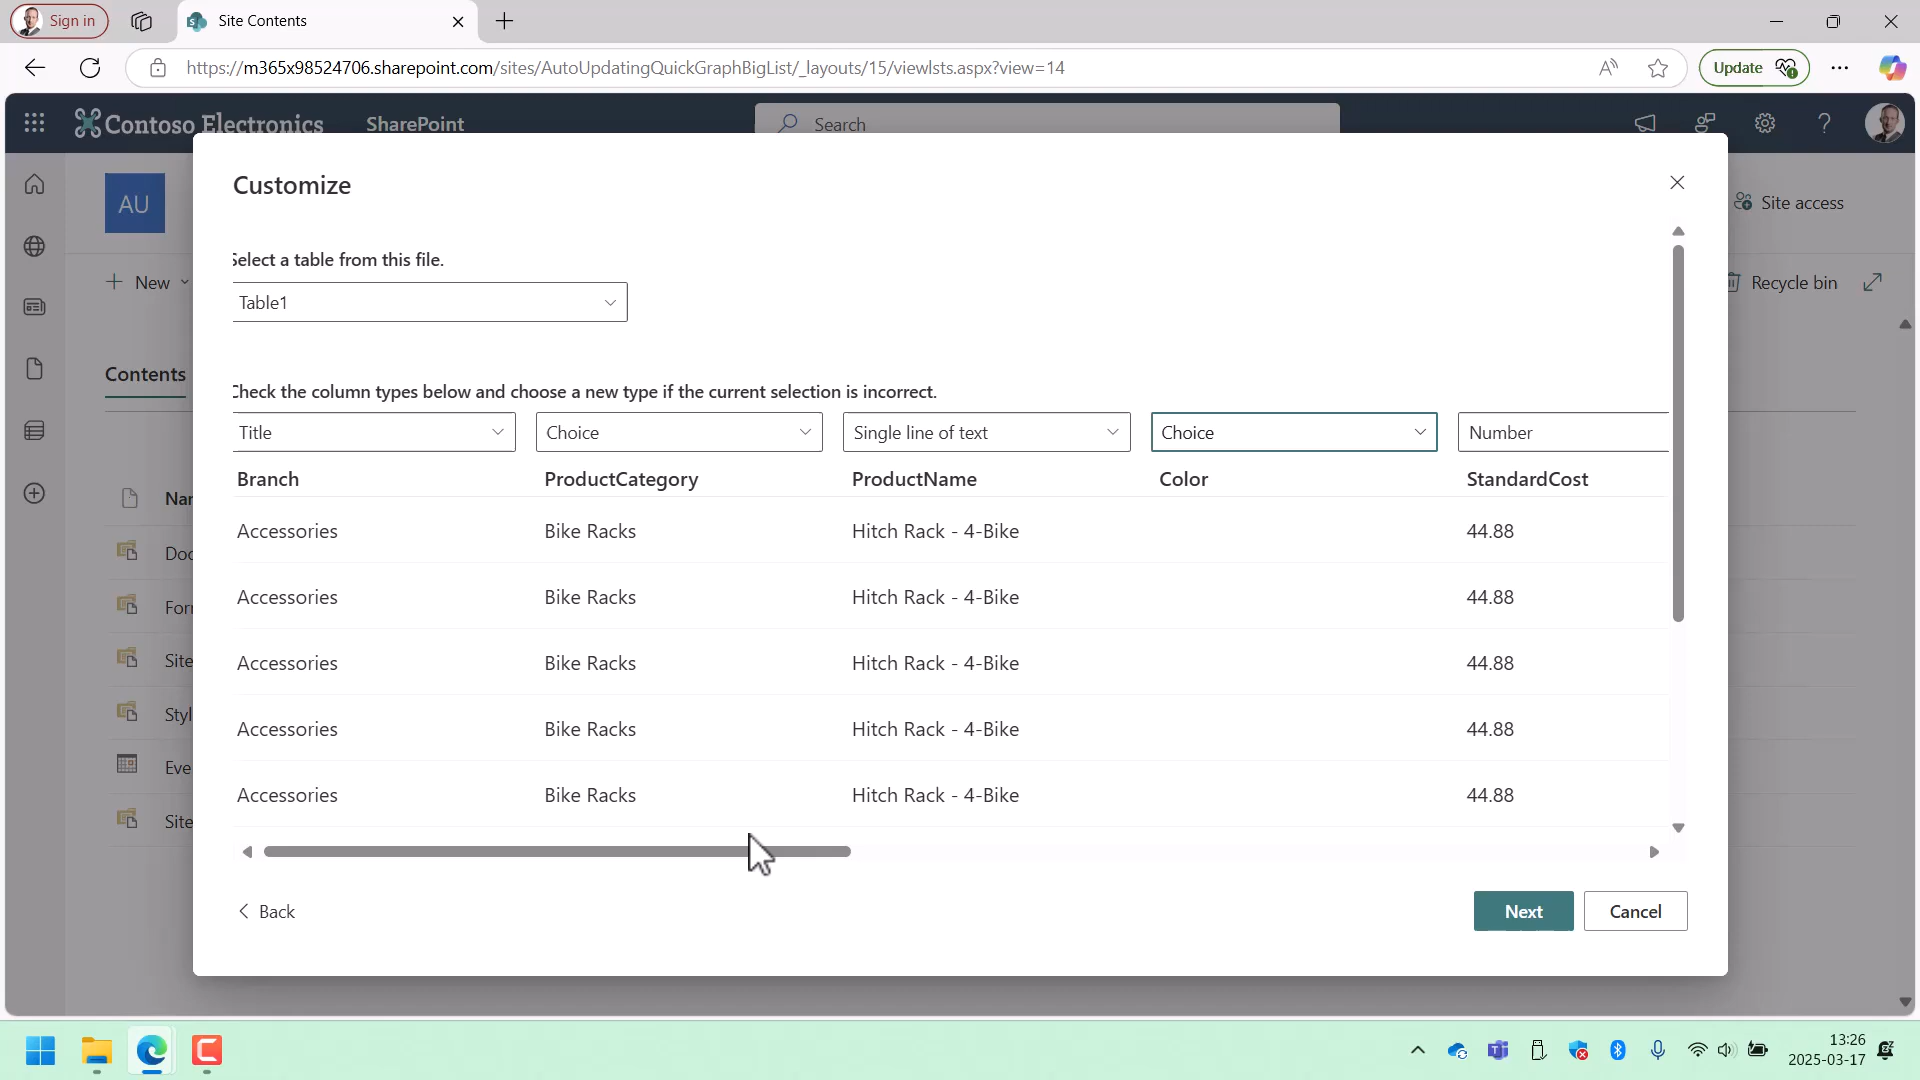 Sign in
Site Contents
https://m365x98524706.sharepoint.com/sites/AutoUpdatingQuickGraphBigList/_layouts/15/viewlsts.aspx?view=14
Update
Contoso Electronics
SharePoint
Search
Customize
AU
Site access
Select a table from this file.
New
Table1
Recycle bin
Contents
Check the column types below and choose a new type if the current selection is incorrect.
Title Choice Single line of text Choice Number
Branch ProductCategory ProductName Color StandardCost
Nar
Accessories Bike Racks Hitch Rack - 4-Bike 44.88
Doc
Accessories Bike Racks Hitch Rack - 4-Bike 44.88
For
Accessories Bike Racks Hitch Rack - 4-Bike 44.88
Site
Accessories Bike Racks Hitch Rack - 4-Bike 44.88
Styl
Eve
Accessories Bike Racks Hitch Rack - 4-Bike 44.88
Site
Back
Next
Cancel
13:26
2025-03-17